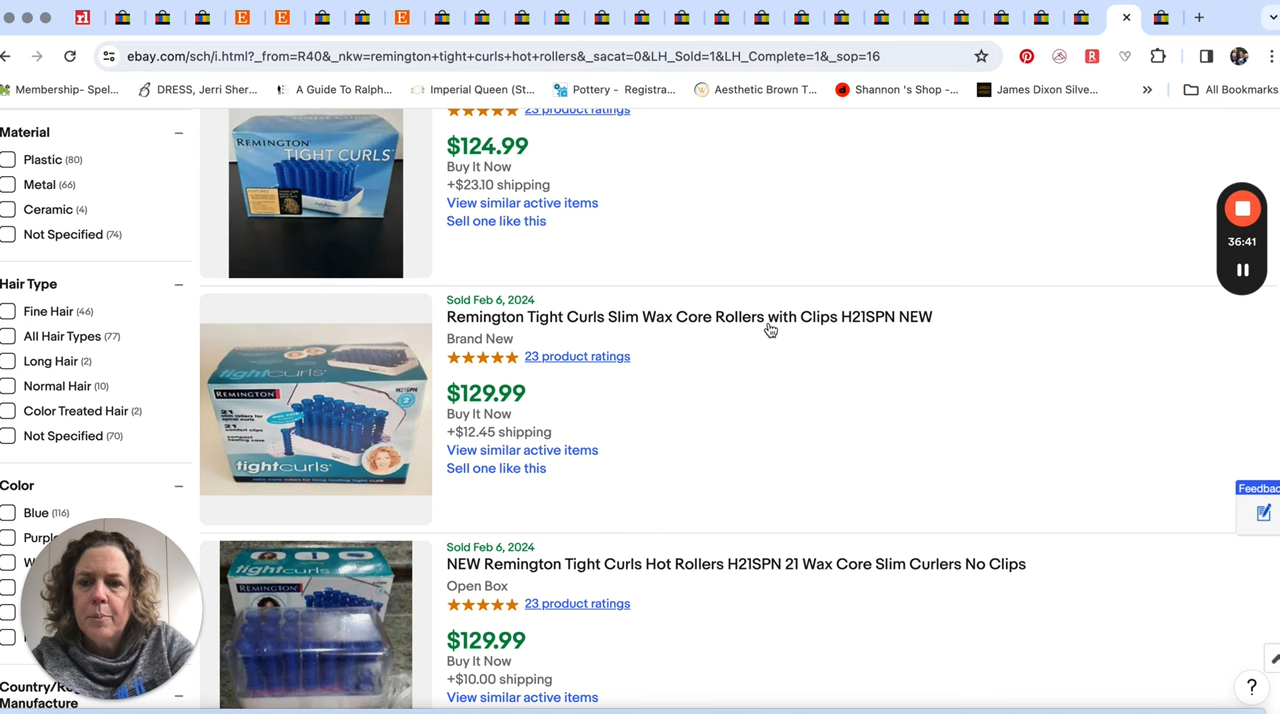 ebay.com/sch/i.html?_from=R40&_nkw=remington+tight+curls+hot+rollers&_sacat=0&LH_Sold=1&LH_Complete=1&_sop=16
Membership- Spel...
DRESS, Jerri Sher...
A Guide To Ralph...
Imperial Queen (St...
Pottery - Registra...
Aesthetic Brown T...
Shannon 's Shop -...
James Dixon Silve...
»
All Bookmarks
Material
Plastic (80)
Metal (66)
Ceramic (4)
Not Specified (74)
Hair Type
Fine Hair (46)
All Hair Types (77)
Long Hair (2)
Normal Hair (10)
Color Treated Hair (2)
Not Specified (70)
Color
Blue (116)
Purple
Country/Reg
Manufacture
REMINGTON
TIGHT CURLS
23 product ratings
$124.99
Buy It Now
+$23.10 shipping
View similar active items
Sell one like this
tightcurls
REMINGTON
H21SPN
21
tightcurls
Sold Feb 6, 2024
Remington Tight Curls Slim Wax Core Rollers with Clips H21SPN NEW
Brand New
23 product ratings
$129.99
Buy It Now
+$12.45 shipping
View similar active items
Sell one like this
tightcurls
REMINGTON
Sold Feb 6, 2024
NEW Remington Tight Curls Hot Rollers H21SPN 21 Wax Core Slim Curlers No Clips
Open Box
23 product ratings
$129.99
Buy It Now
+$10.00 shipping
View similar active items
36:41
Feedbac
?